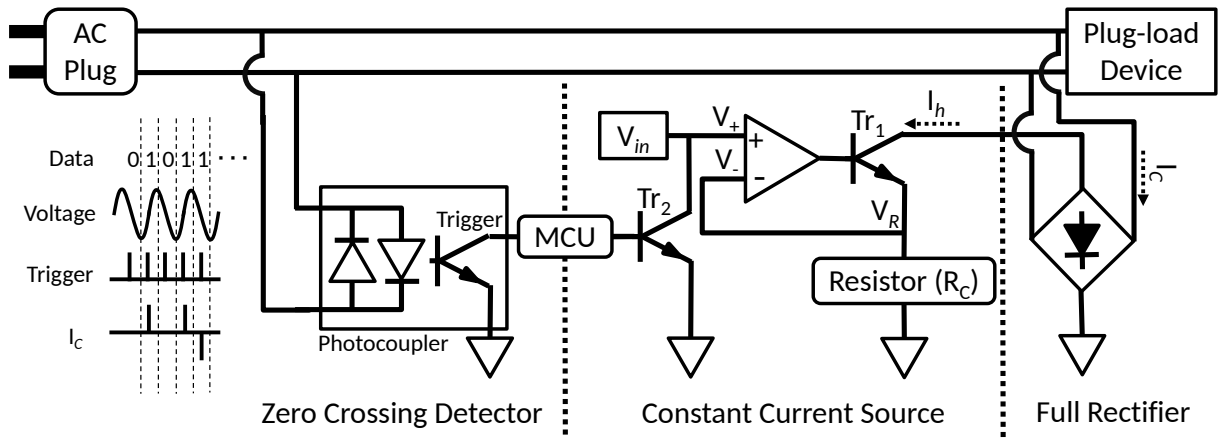 AC
Plug
Plug-load
Device
Data
0 1 0 1 1 ···
Voltage
Trigger
I_C
Trigger
Photocoupler
MCU
V_in
V_+
V_-
+
-
Tr_1
Tr_2
I_h
V_R
Resistor (R_C)
I_C
Zero Crossing Detector
Constant Current Source
Full Rectifier